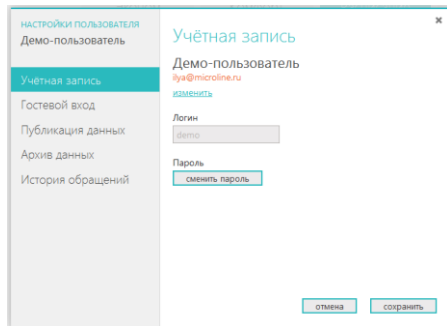 НАСТРОЙКИ ПОЛЬЗОВАТЕЛЯ
Демо-пользователь
Учётная запись
Гостевой вход
Публикация данных
Архив данных
История обращений
Учётная запись
Демо-пользователь
ilya@microline.ru
изменить
Логин
demo
Пароль
сменить пароль
отмена
сохранить